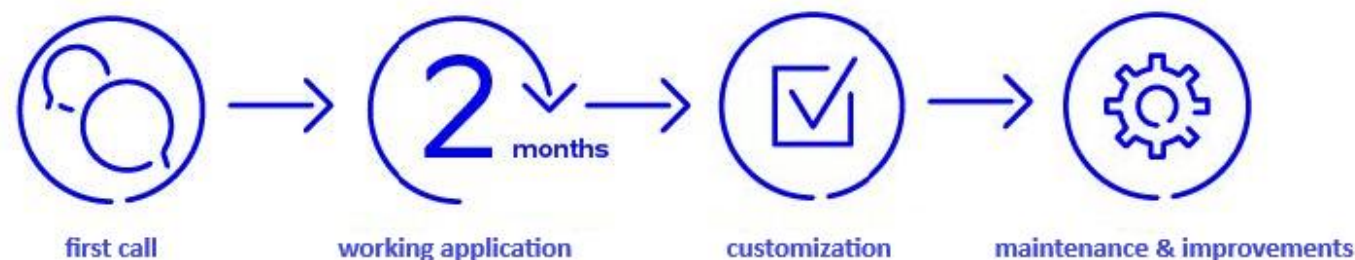 2
months
first call
working application
customization
maintenance & improvements